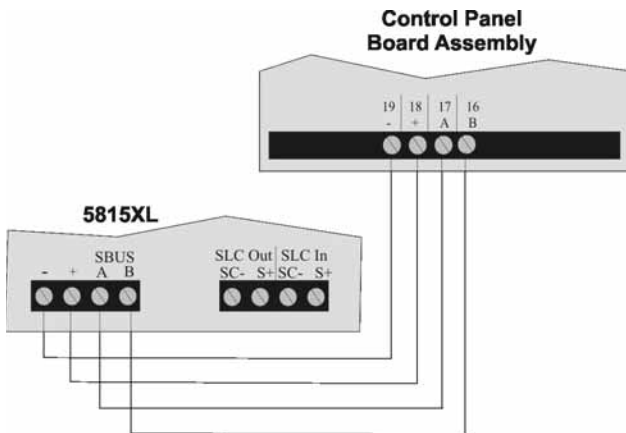 Control Panel
Board Assembly
19 18 17 16
- + A B
5815XL
SBUS
- + A B
SLC Out SLC In
SC- S+ SC- S+